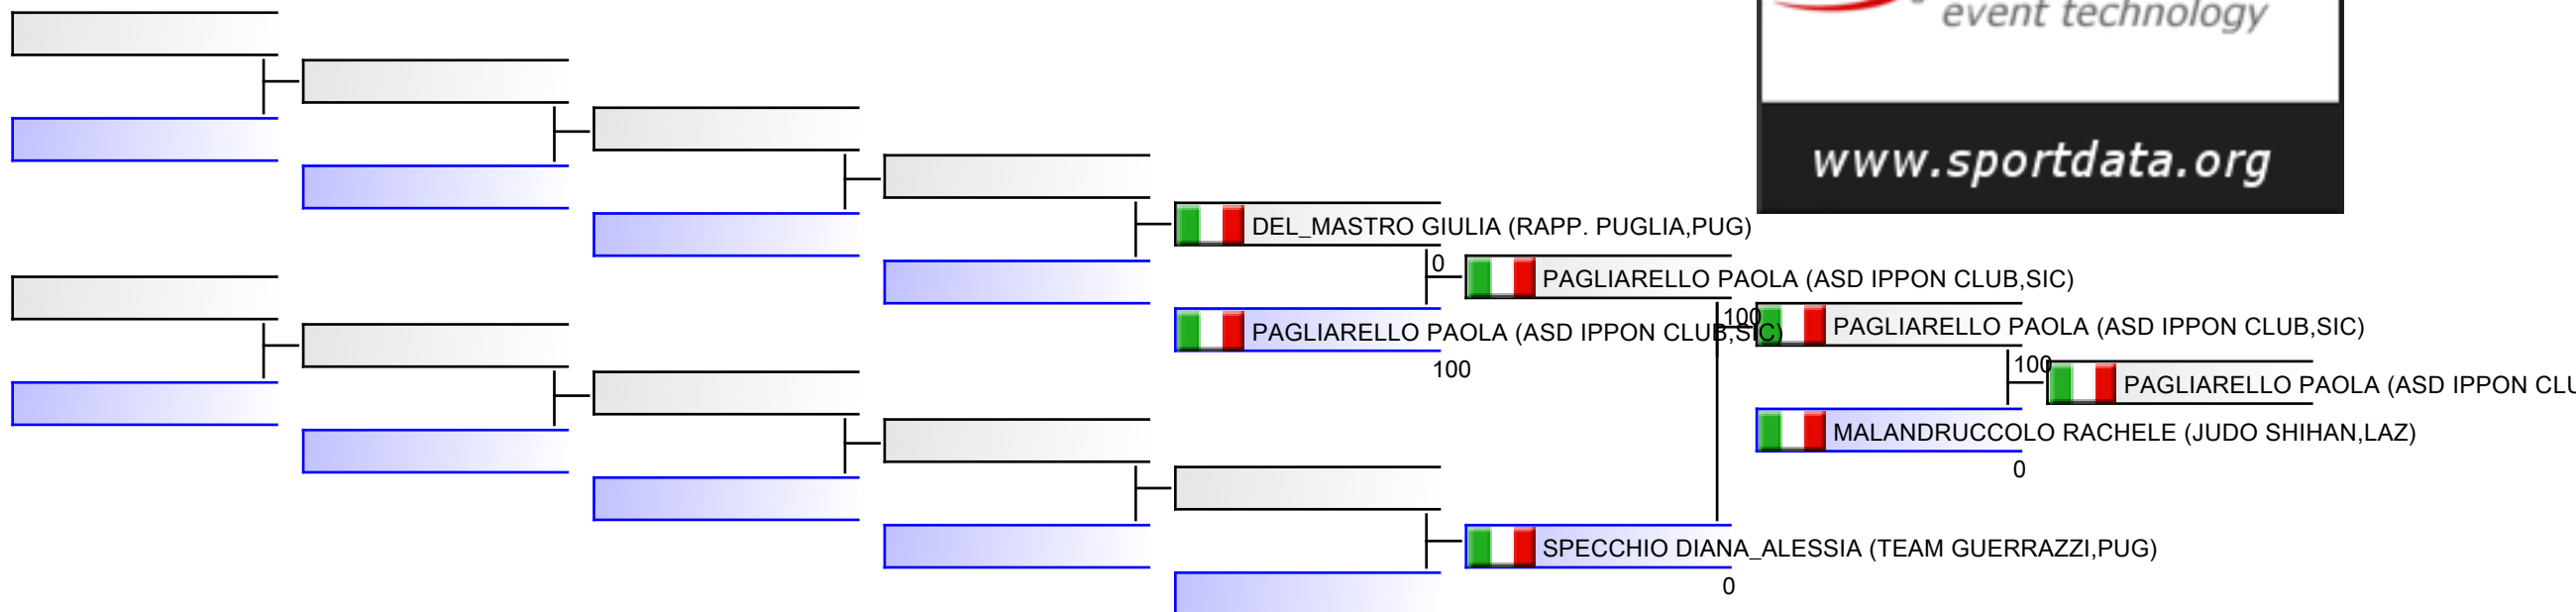 event technology
www.sportdata.org
DEL_MASTRO GIULIA (RAPP. PUGLIA,PUG)
0
PAGLIARELLO PAOLA (ASD IPPON CLUB,SIC)
PAGLIARELLO PAOLA (ASD IPPON CLUB,SIC)
100
100
PAGLIARELLO PAOLA (ASD IPPON CLUB,SIC)
100
PAGLIARELLO PAOLA (ASD IPPON CLU
MALANDRUCCOLO RACHELE (JUDO SHIHAN,LAZ)
0
SPECCHIO DIANA_ALESSIA (TEAM GUERRAZZI,PUG)
0